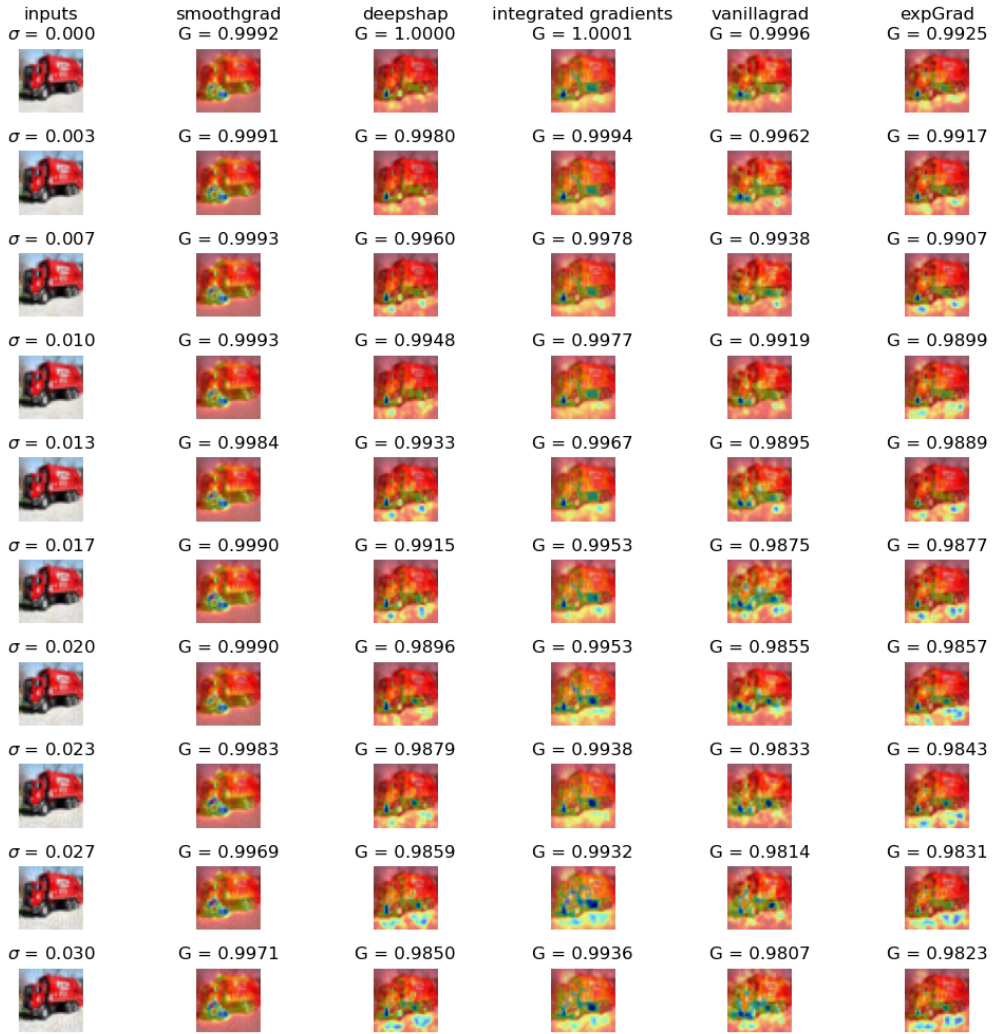 inputs smoothgrad deepshap integrated gradients vanillagrad expGrad
σ = 0.000 G = 0.9992 G = 1.0000 G = 1.0001 G = 0.9996 G = 0.9925
σ = 0.003 G = 0.9991 G = 0.9980 G = 0.9994 G = 0.9962 G = 0.9917
σ = 0.007 G = 0.9993 G = 0.9960 G = 0.9978 G = 0.9938 G = 0.9907
σ = 0.010 G = 0.9993 G = 0.9948 G = 0.9977 G = 0.9919 G = 0.9899
σ = 0.013 G = 0.9984 G = 0.9933 G = 0.9967 G = 0.9895 G = 0.9889
σ = 0.017 G = 0.9990 G = 0.9915 G = 0.9953 G = 0.9875 G = 0.9877
σ = 0.020 G = 0.9990 G = 0.9896 G = 0.9953 G = 0.9855 G = 0.9857
σ = 0.023 G = 0.9983 G = 0.9879 G = 0.9938 G = 0.9833 G = 0.9843
σ = 0.027 G = 0.9969 G = 0.9859 G = 0.9932 G = 0.9814 G = 0.9831
σ = 0.030 G = 0.9971 G = 0.9850 G = 0.9936 G = 0.9807 G = 0.9823